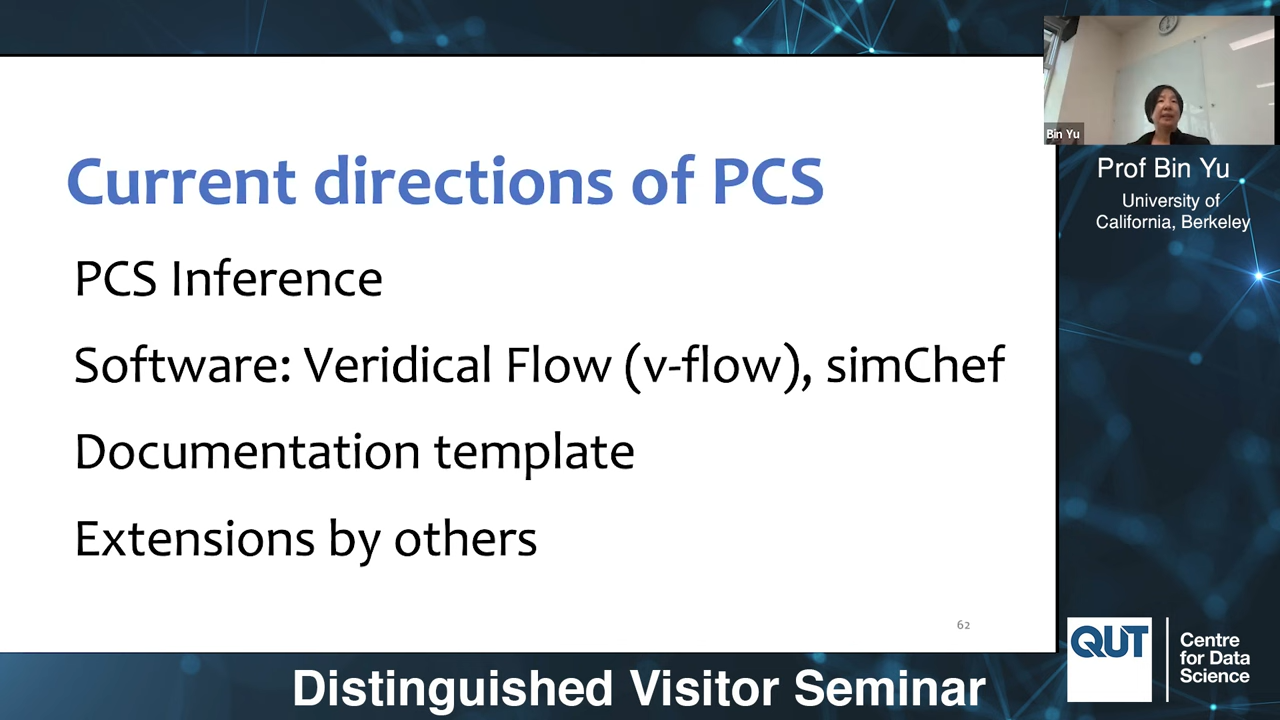 Current directions of PCS
PCS Inference
Software: Veridical Flow (v-flow), simChef
Documentation template
Extensions by others
62
Bin Yu
Prof Bin Yu
University of
California, Berkeley
QUT
Centre
for Data
Science
Distinguished Visitor Seminar